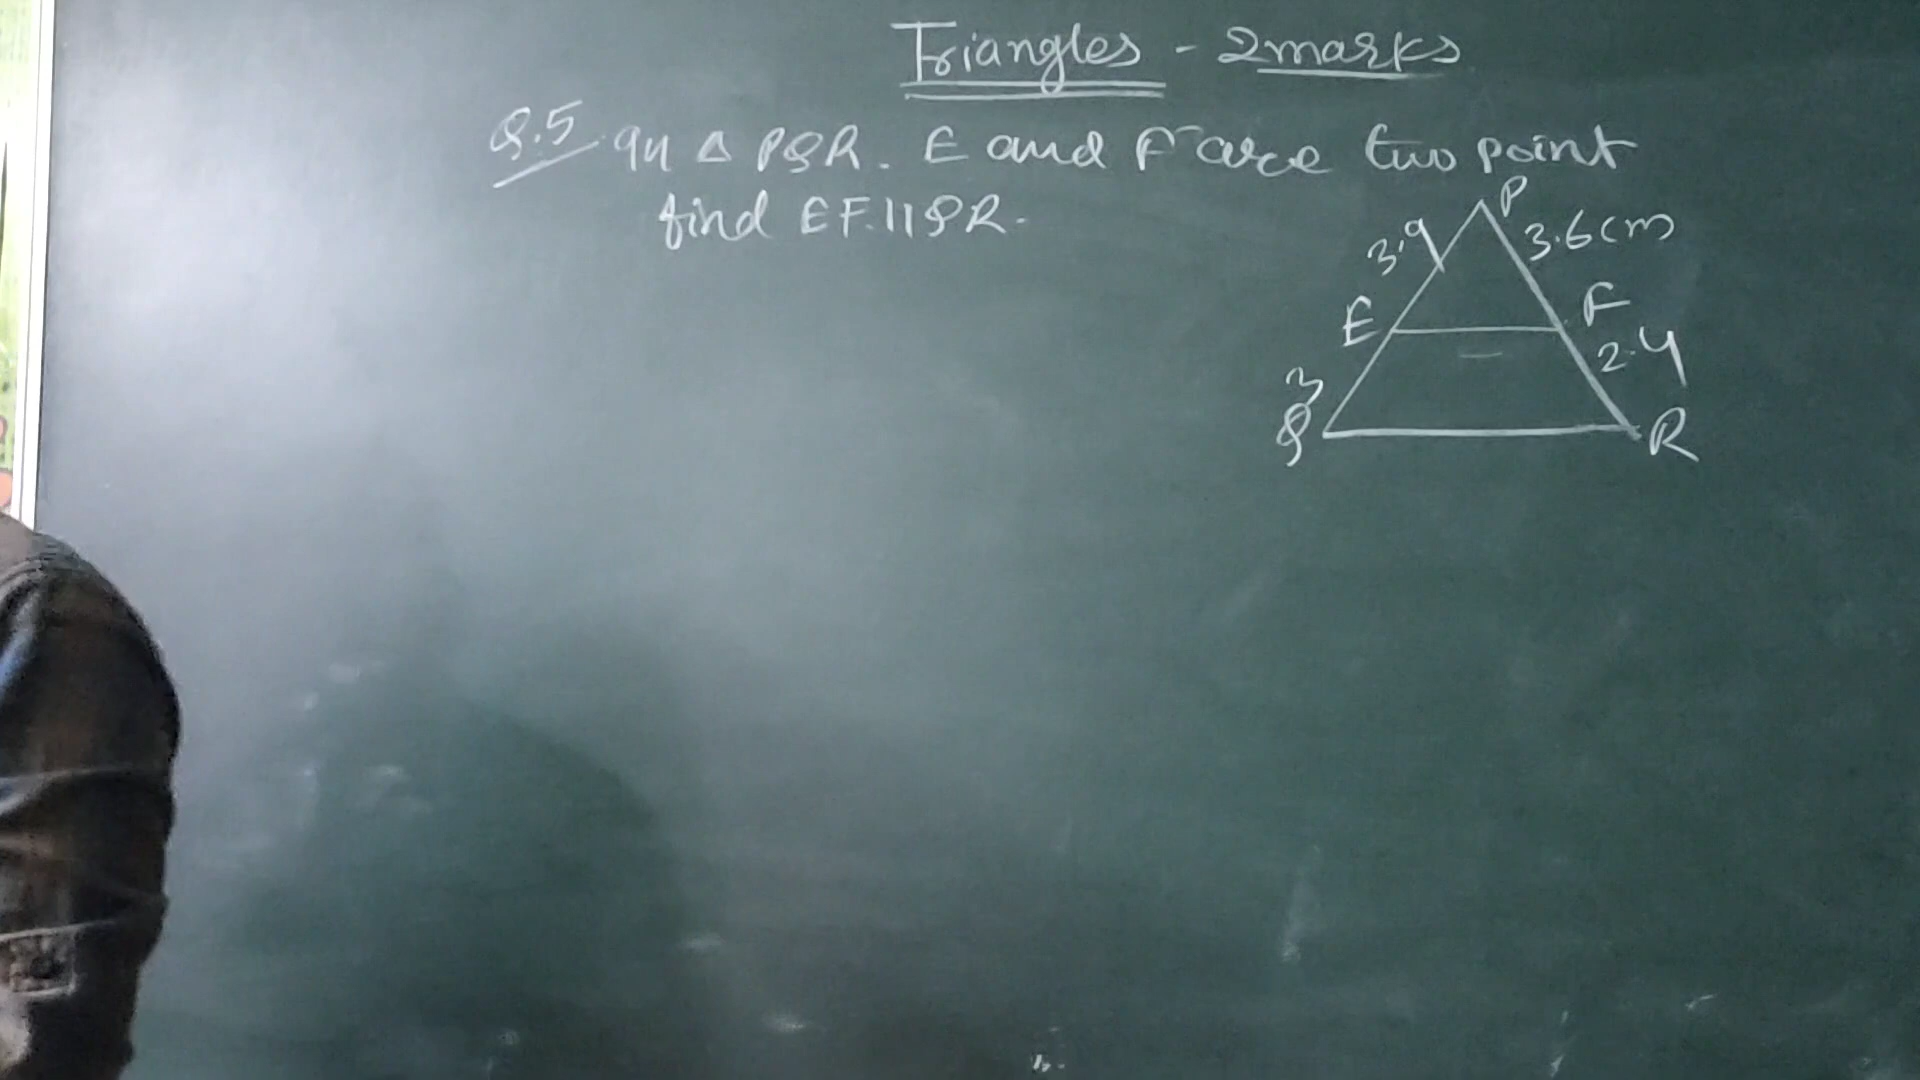 Triangles - 2marks
Q.5 In Δ PQR. E and F are two point
find EF.||QR.
P
3.9
3.6cm
E
F
2.4
3
Q
R